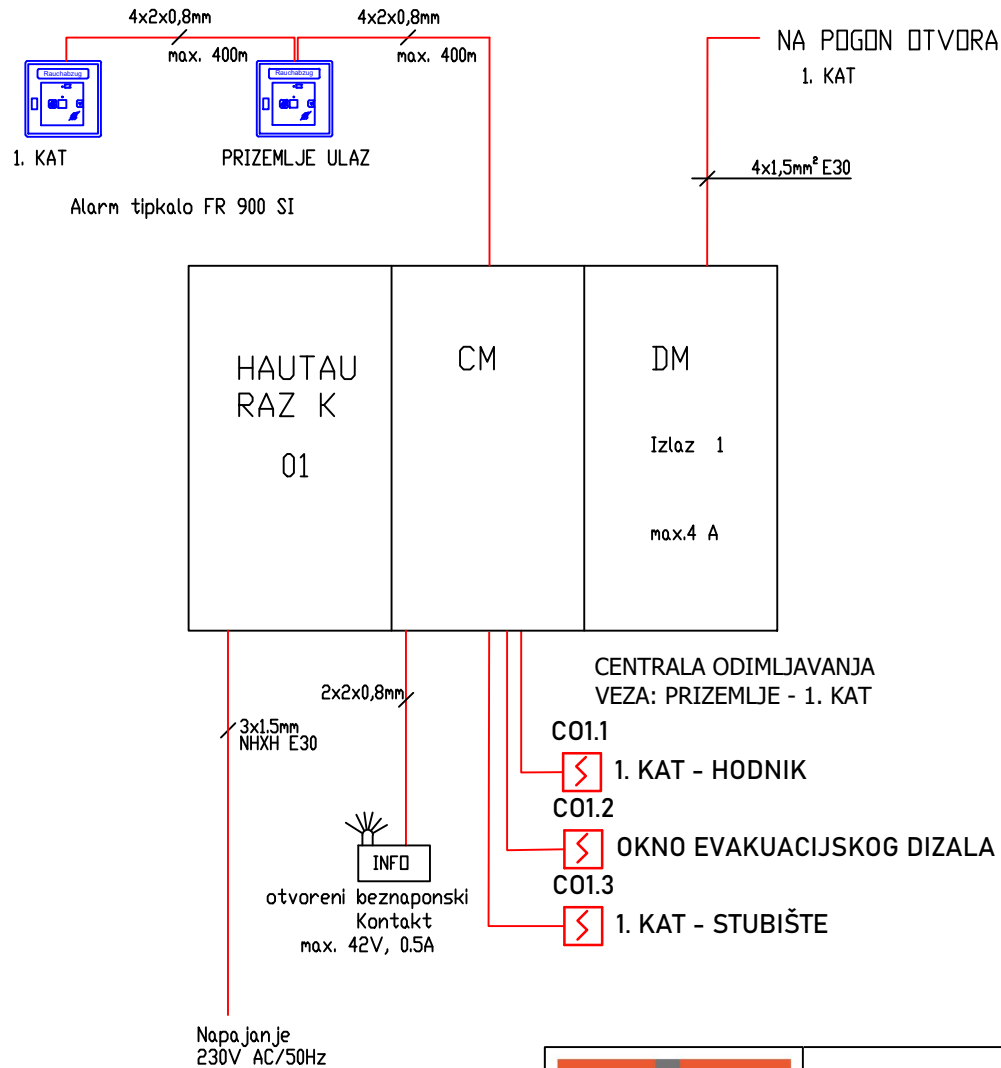 4x2x0,8mm
4x2x0,8mm
max. 400m
max. 400m
NA POGON OTVORA
1. KAT
Rauchabzug
Rauchabzug
1. KAT
PRIZEMLJE ULAZ
4x1,5mm² E30
Alarm tipkalo FR 900 SI
HAUTAU
RAZ K
01
CM
DM
Izlaz 1
max.4 A
CENTRALA ODIMLJAVANJA
VEZA: PRIZEMLJE - 1. KAT
2x2x0,8mm
3x1.5mm
NHXH E30
CO1.1
1. KAT - HODNIK
CO1.2
OKNO EVAKUACIJSKOG DIZALA
CO1.3
1. KAT - STUBIŠTE
INFO
otvoreni beznaponski
Kontakt
max. 42V, 0.5A
Napajanje
230V AC/50Hz